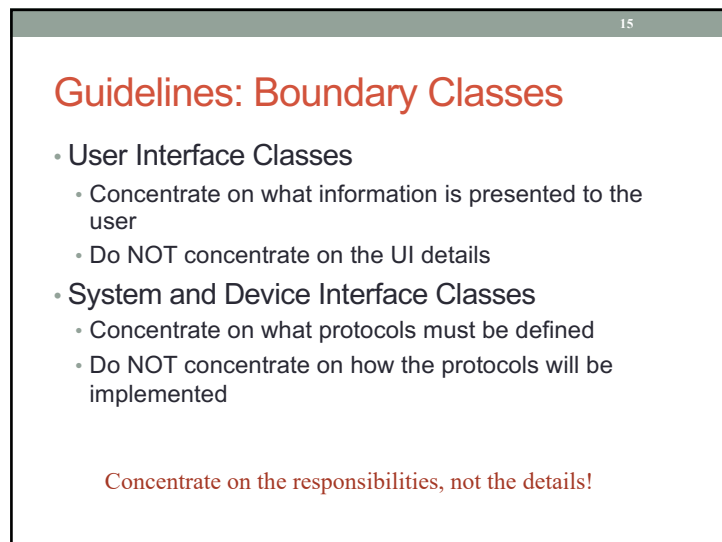 15
Guidelines: Boundary Classes
• User Interface Classes
• Concentrate on what information is presented to the
user
• Do NOT concentrate on the UI details
• System and Device Interface Classes
• Concentrate on what protocols must be defined
• Do NOT concentrate on how the protocols will be
implemented
Concentrate on the responsibilities, not the details!